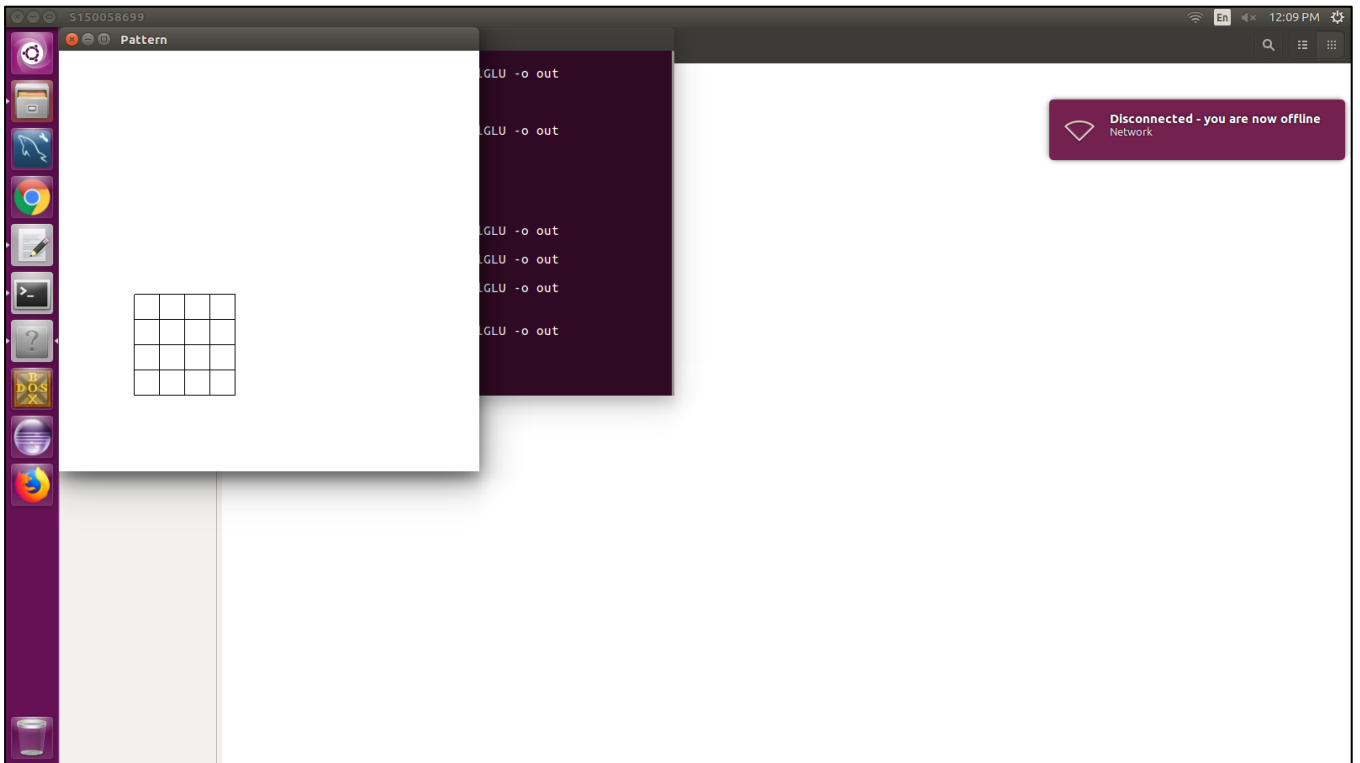 S150058699
En
12:09 PM
Pattern
lGLU -o out
lGLU -o out
lGLU -o out
lGLU -o out
lGLU -o out
lGLU -o out
Disconnected - you are now offline
Network
>_
?
B
DOS
X